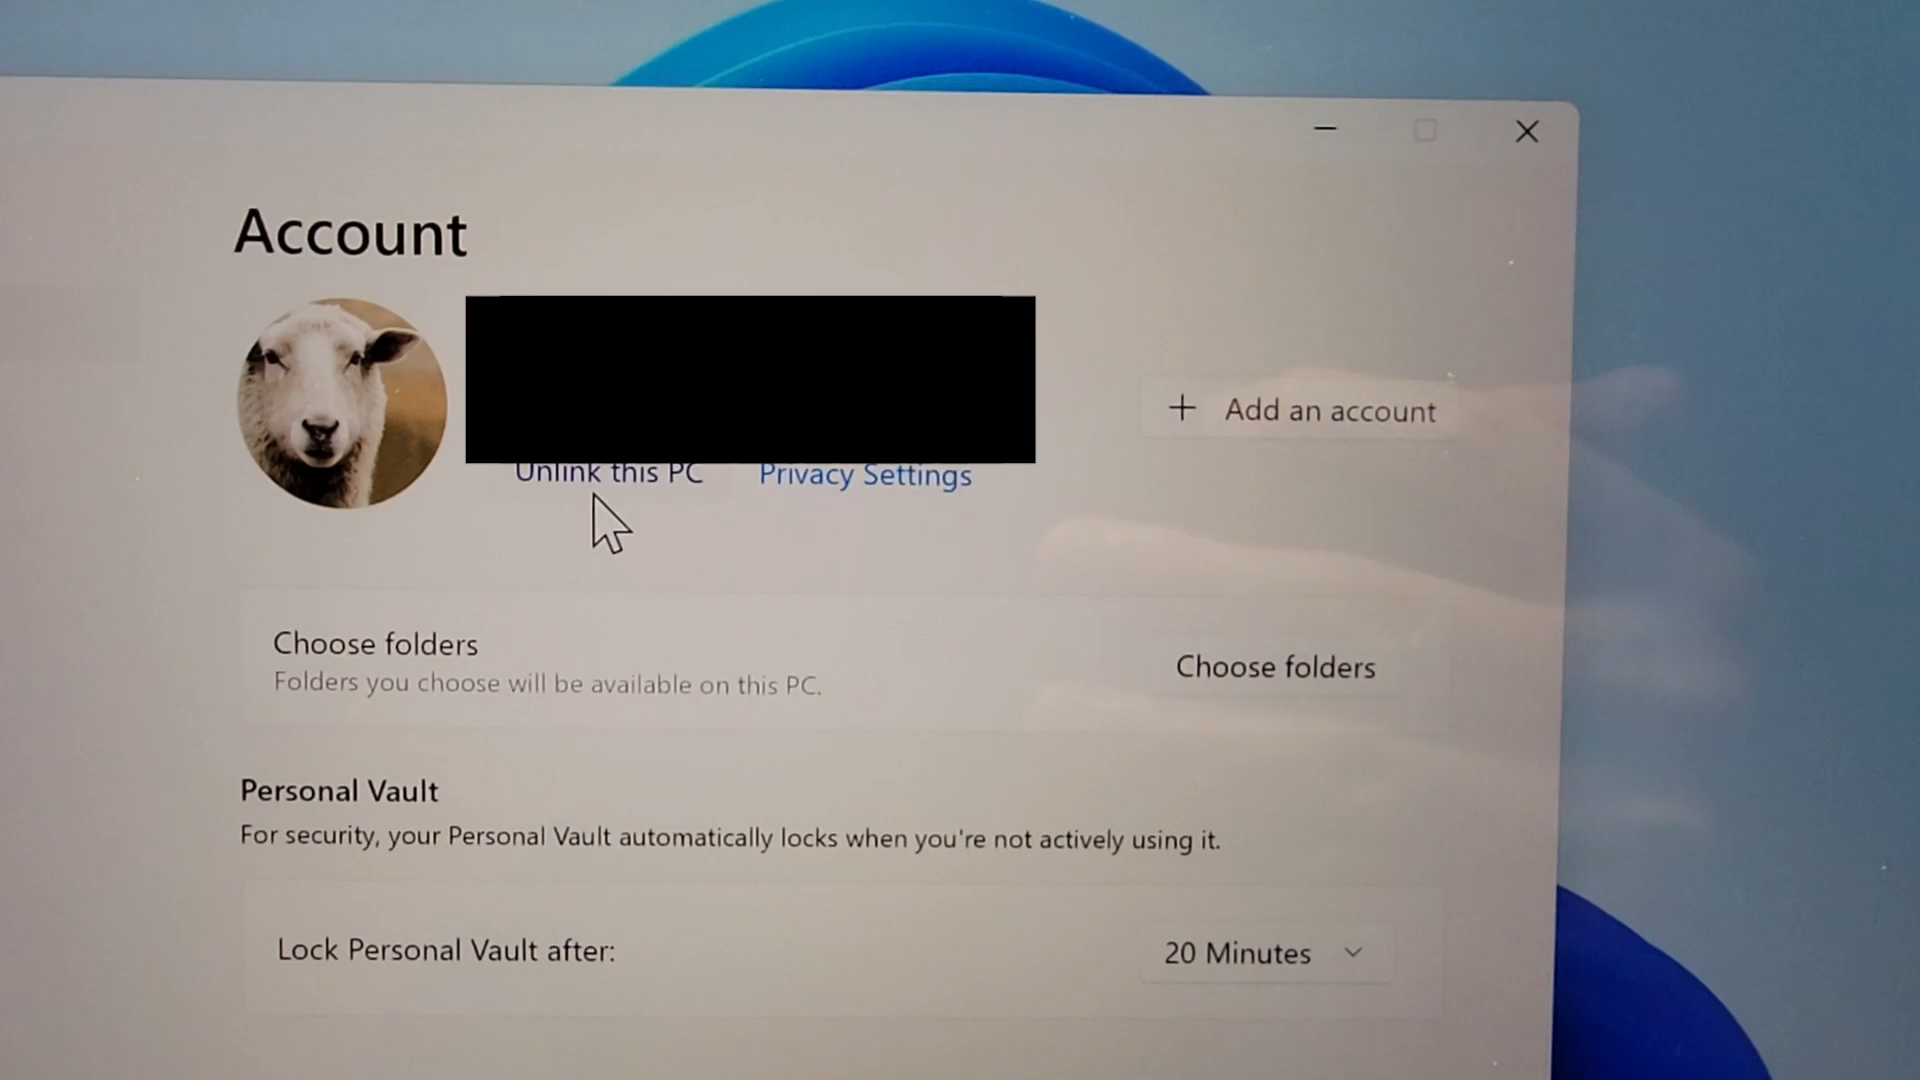 Account
+ Add an account
Unlink this PC
Privacy Settings
Choose folders
Folders you choose will be available on this PC.
Choose folders
Personal Vault
For security, your Personal Vault automatically locks when you're not actively using it.
Lock Personal Vault after:
20 Minutes